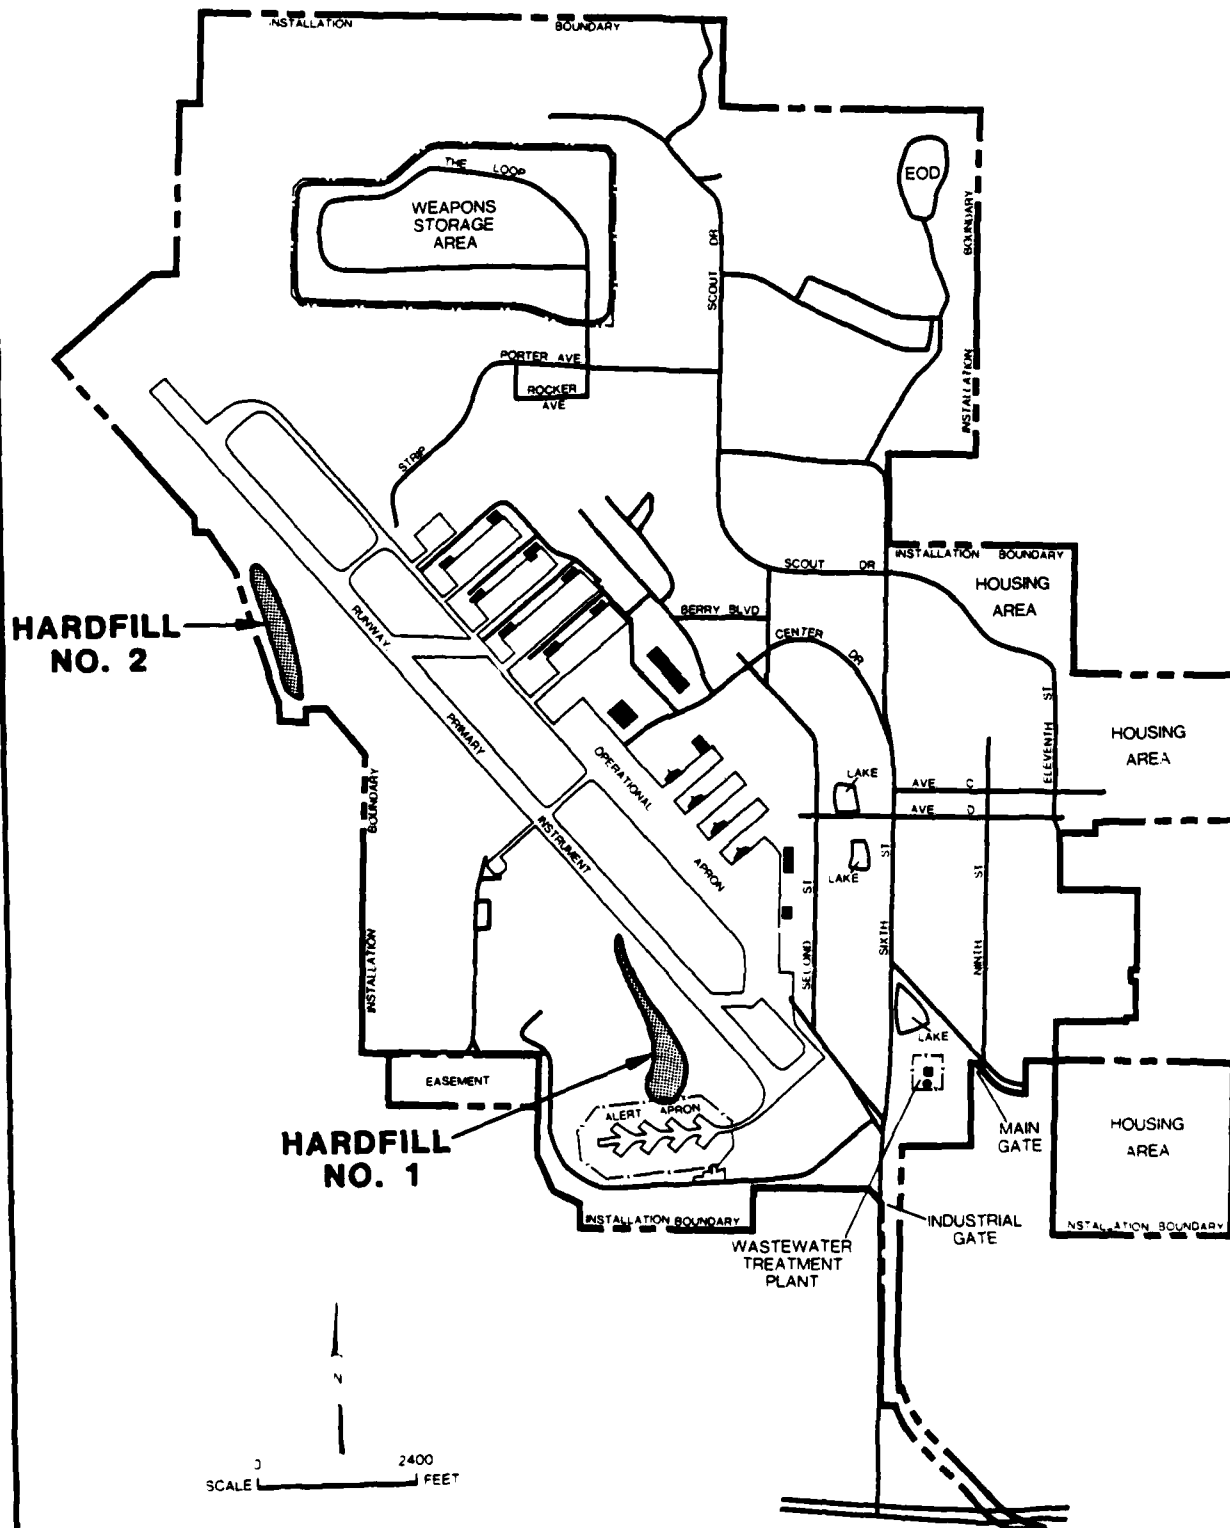 INSTALLATION BOUNDARY
THE LOOP
WEAPONS
STORAGE
AREA
EOD
SCOUT DR
INSTALLATION BOUNDARY
PORTER AVE
ROCKER
AVE
STRIP
INSTALLATION BOUNDARY
SCOUT DR
HOUSING
AREA
HARDFILL
NO. 2
BERRY BLVD
CENTER DR
RUNWAY
PRIMARY
INSTRUMENT
OPERATIONAL
APRON
ELEVENTH ST
HOUSING
AREA
LAKE
AVE C
AVE D
LAKE
INSTALLATION BOUNDARY
SECOND ST
SIXTH ST
NINTH ST
LAKE
EASEMENT
ALERT APRON
HARDFILL
NO. 1
MAIN
GATE
HOUSING
AREA
INSTALLATION BOUNDARY
INDUSTRIAL
GATE
NSTALLATION BOUNDARY
WASTEWATER
TREATMENT
PLANT
N
0 2400
SCALE FEET